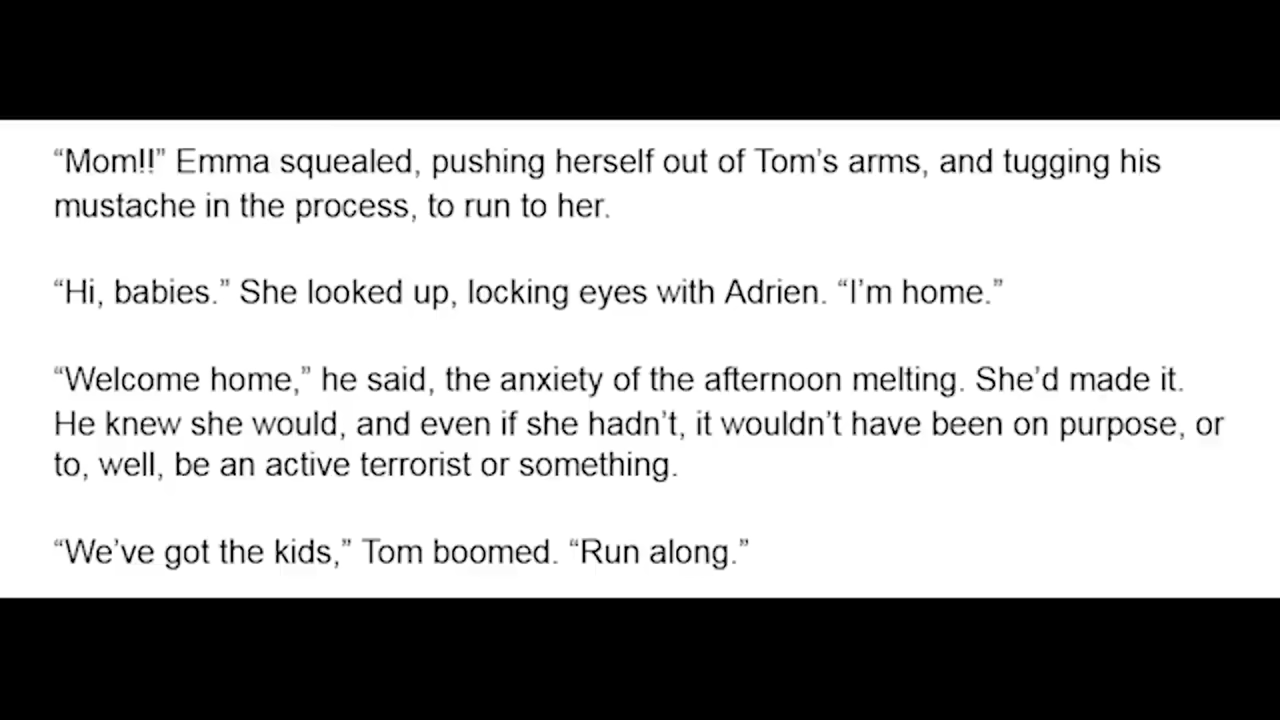 “Mom!!” Emma squealed, pushing herself out of Tom’s arms, and tugging his
mustache in the process, to run to her.
“Hi, babies.” She looked up, locking eyes with Adrien. “I’m home.”
“Welcome home,” he said, the anxiety of the afternoon melting. She’d made it.
He knew she would, and even if she hadn’t, it wouldn’t have been on purpose, or
to, well, be an active terrorist or something.
“We’ve got the kids,” Tom boomed. “Run along.”